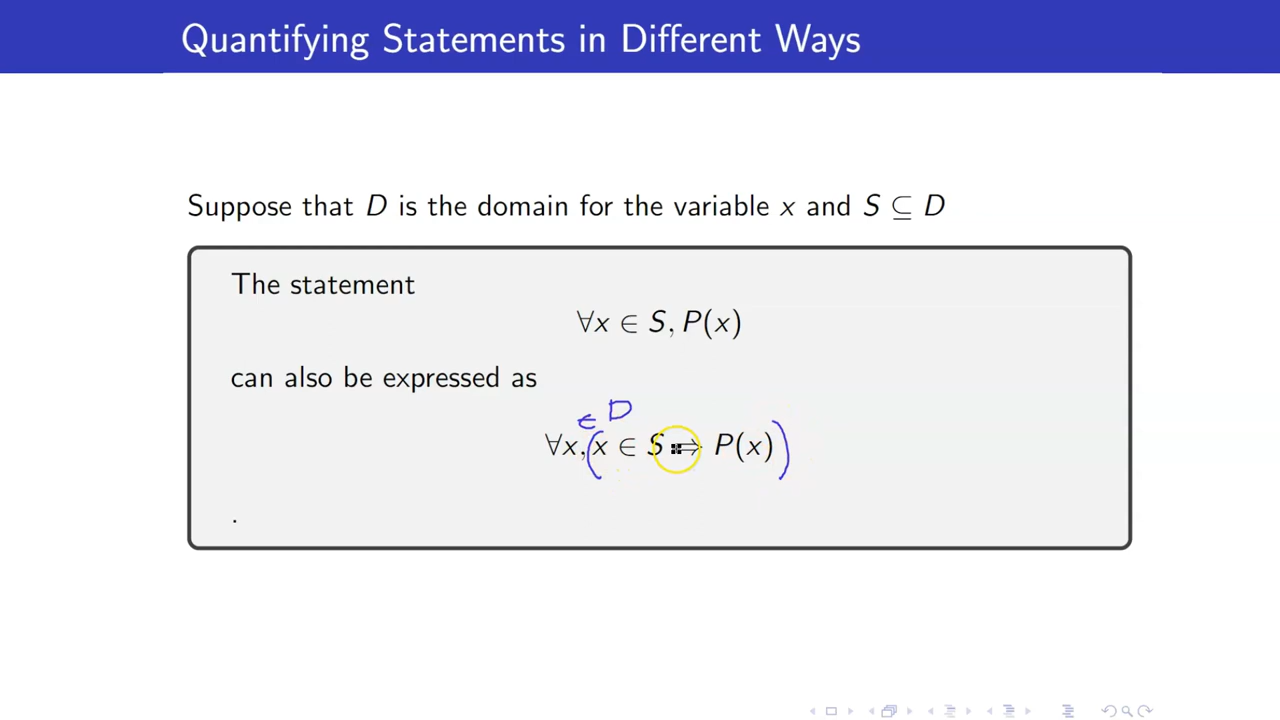 Quantifying Statements in Different Ways
Suppose that D is the domain for the variable x and S ⊆ D
The statement
∀x ∈ S, P(x)
can also be expressed as
∈ D
∀x, (x ∈ S ⇒ P(x))
.